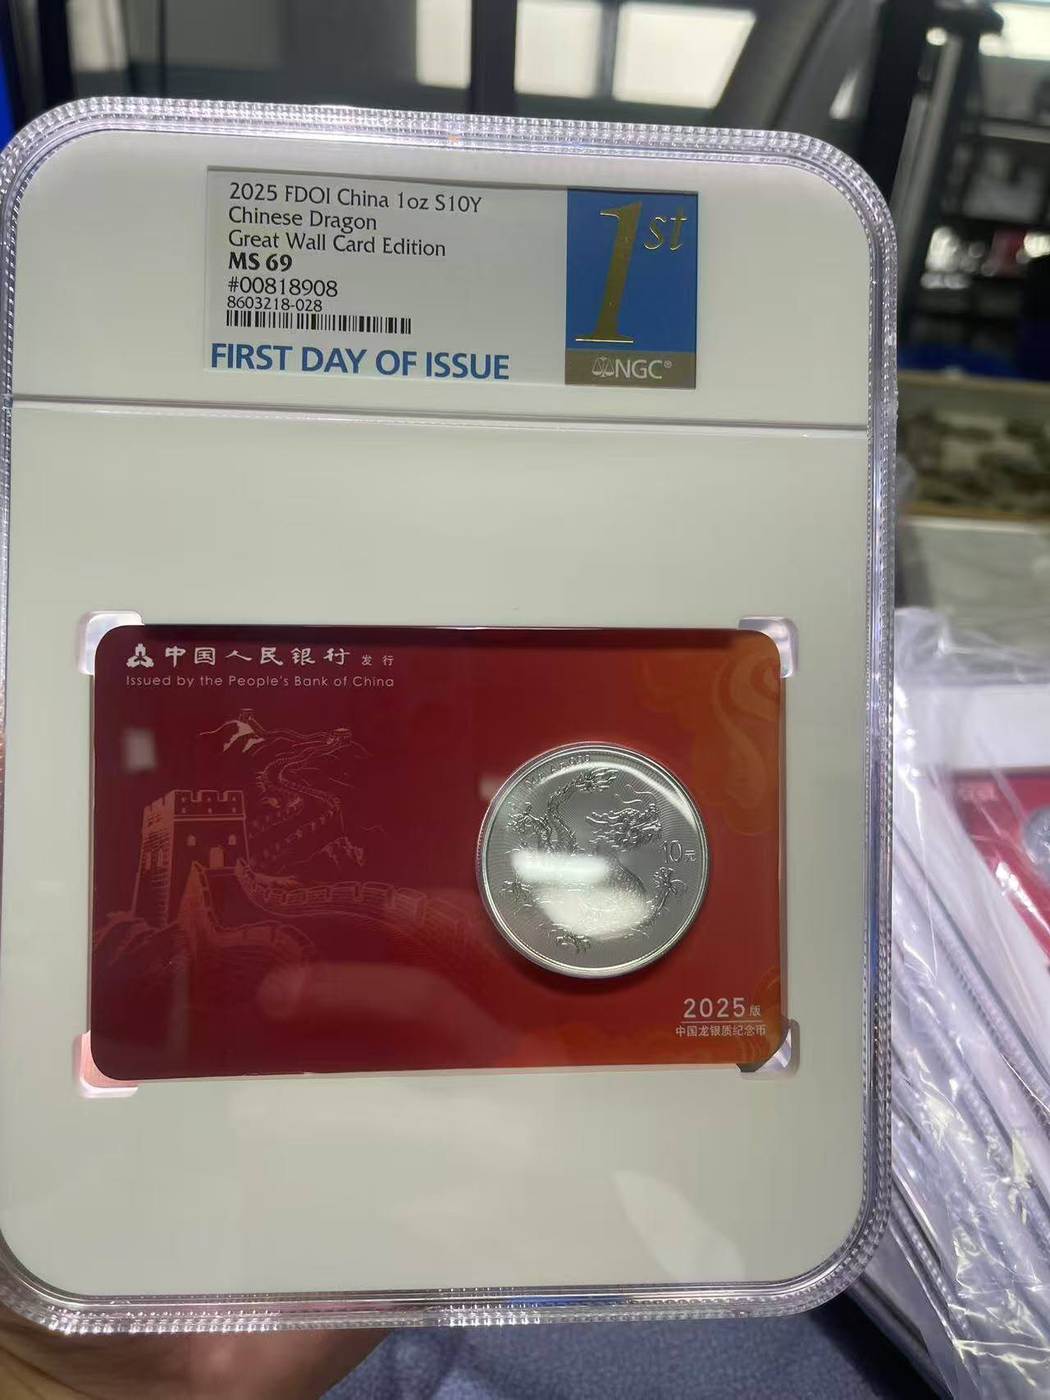 2025 FDOI China 1oz S10Y
Chinese Dragon
Great Wall Card Edition
MS 69
#00818908
8603218-028
FIRST DAY OF ISSUE
1st
NGC®
中国人民银行 发行
Issued by the People's Bank of China
10元
2025版
中国龙银质纪念币